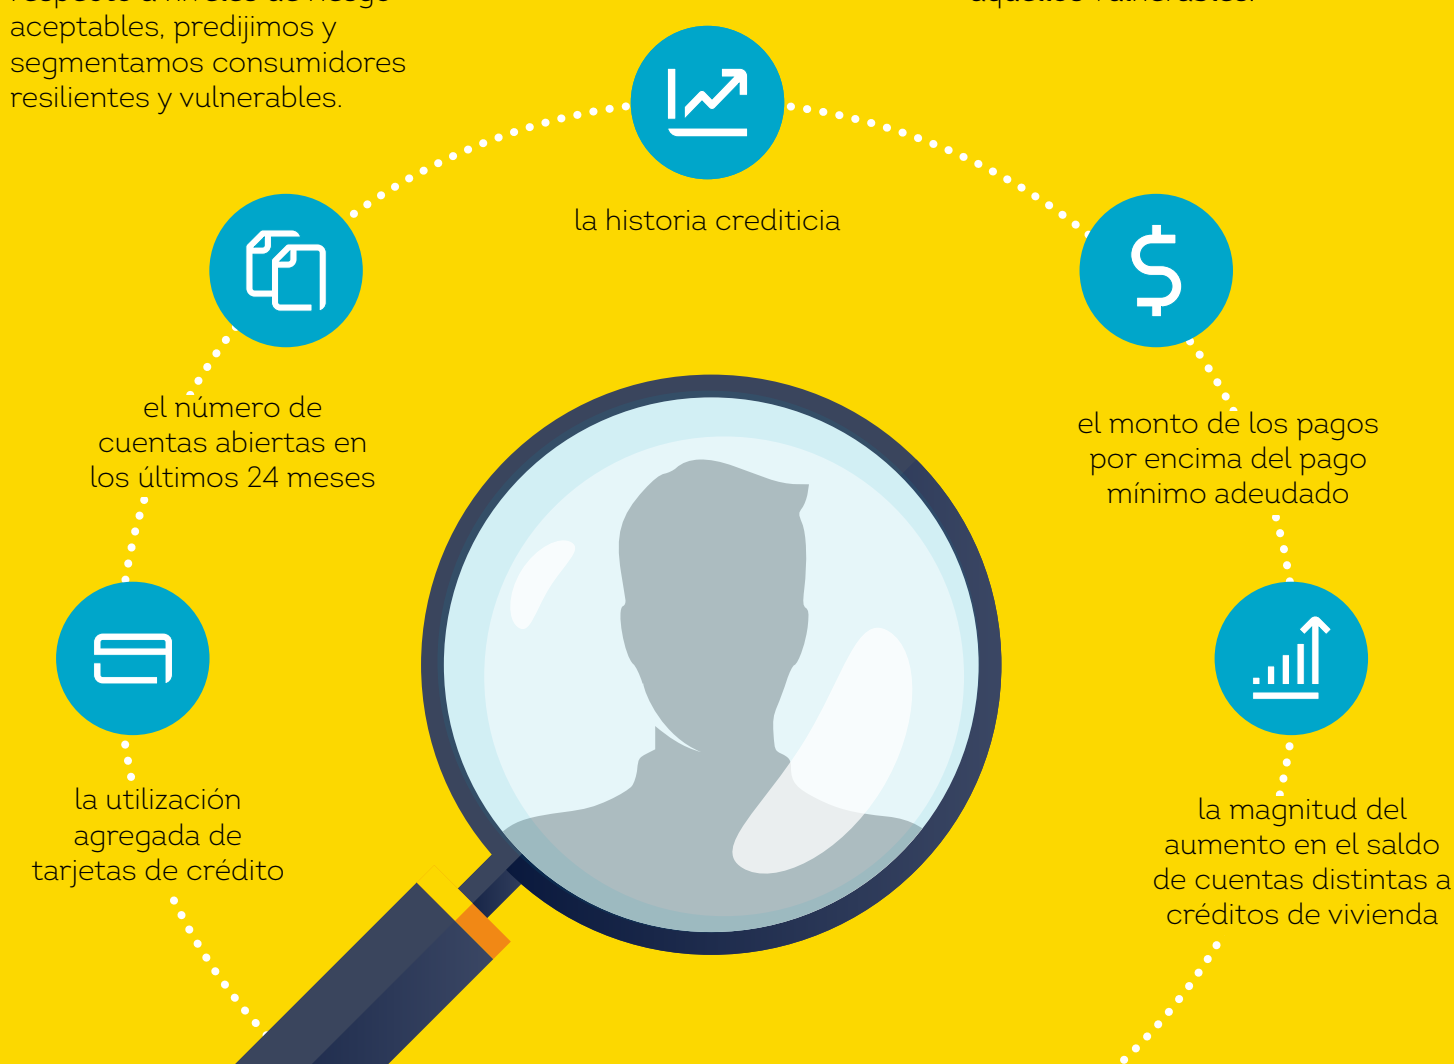 aceptables, predijimos y
segmentamos consumidores
resilientes y vulnerables.
la historia crediticia
el número de
cuentas abiertas en
los últimos 24 meses
el monto de los pagos
por encima del pago
mínimo adeudado
la utilización
agregada de
tarjetas de crédito
la magnitud del
aumento en el saldo
de cuentas distintas a
créditos de vivienda